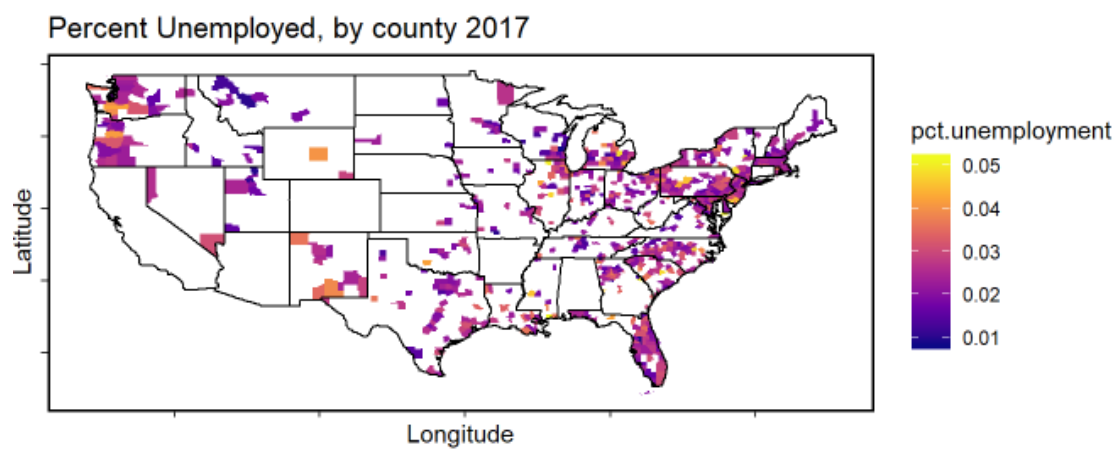 Percent Unemployed, by county 2017
Latitude
Longitude
pct.unemployment
0.05
0.04
0.03
0.02
0.01